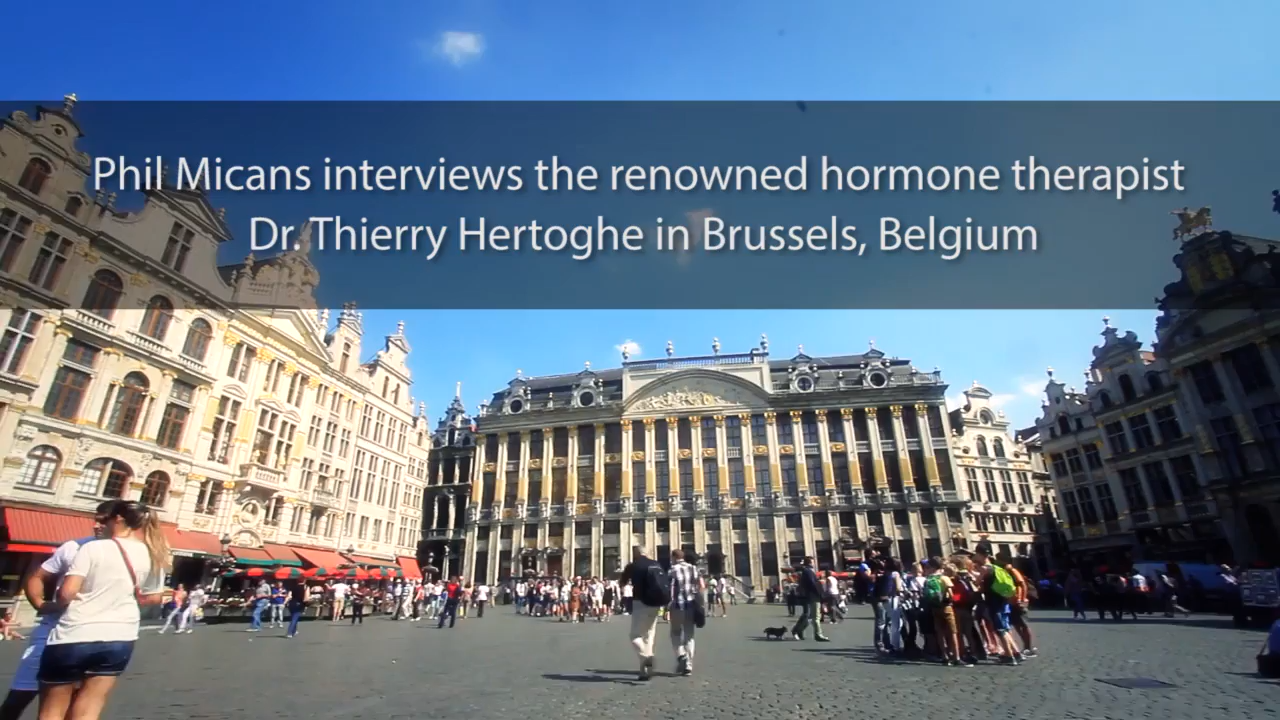 Phil Micans interviews the renowned hormone therapist
Dr. Thierry Hertoghe in Brussels, Belgium